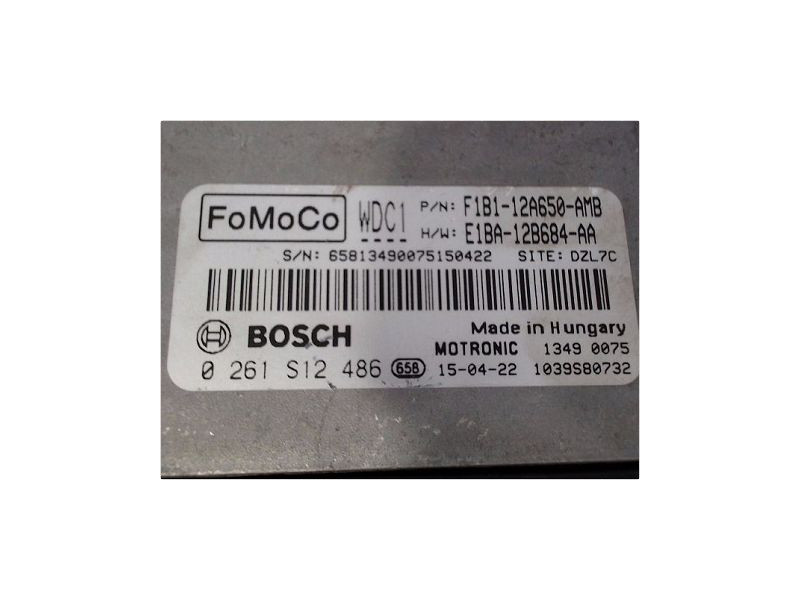 FoMoCo WDC1 P/N: F1B1-12A650-AMB
H/W: E1BA-12B684-AA
S/N: 65813490075150422 SITE: DZL7C
BOSCH Made in Hungary
MOTRONIC 1349 0075
0 261 S12 486 658 15-04-22 1039S80732